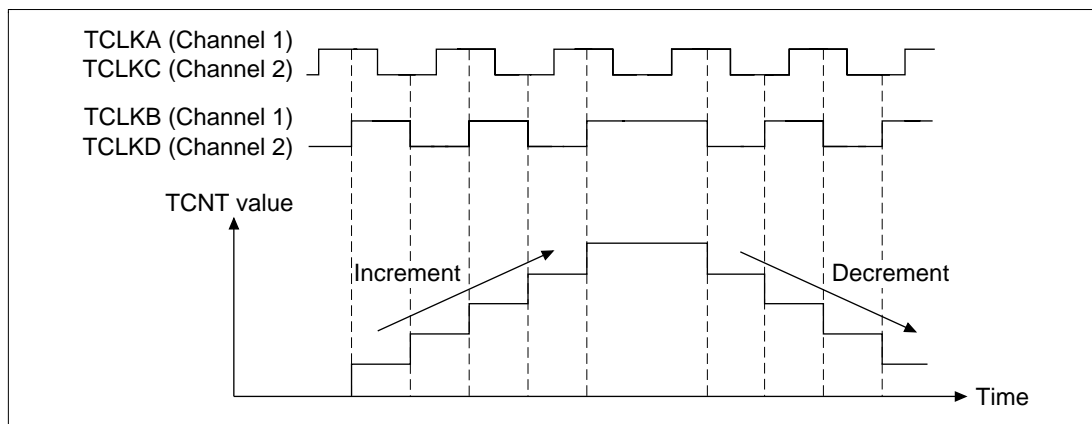 TCLKA (Channel 1)
TCLKC (Channel 2)
TCLKB (Channel 1)
TCLKD (Channel 2)
TCNT value
Increment
Decrement
Time